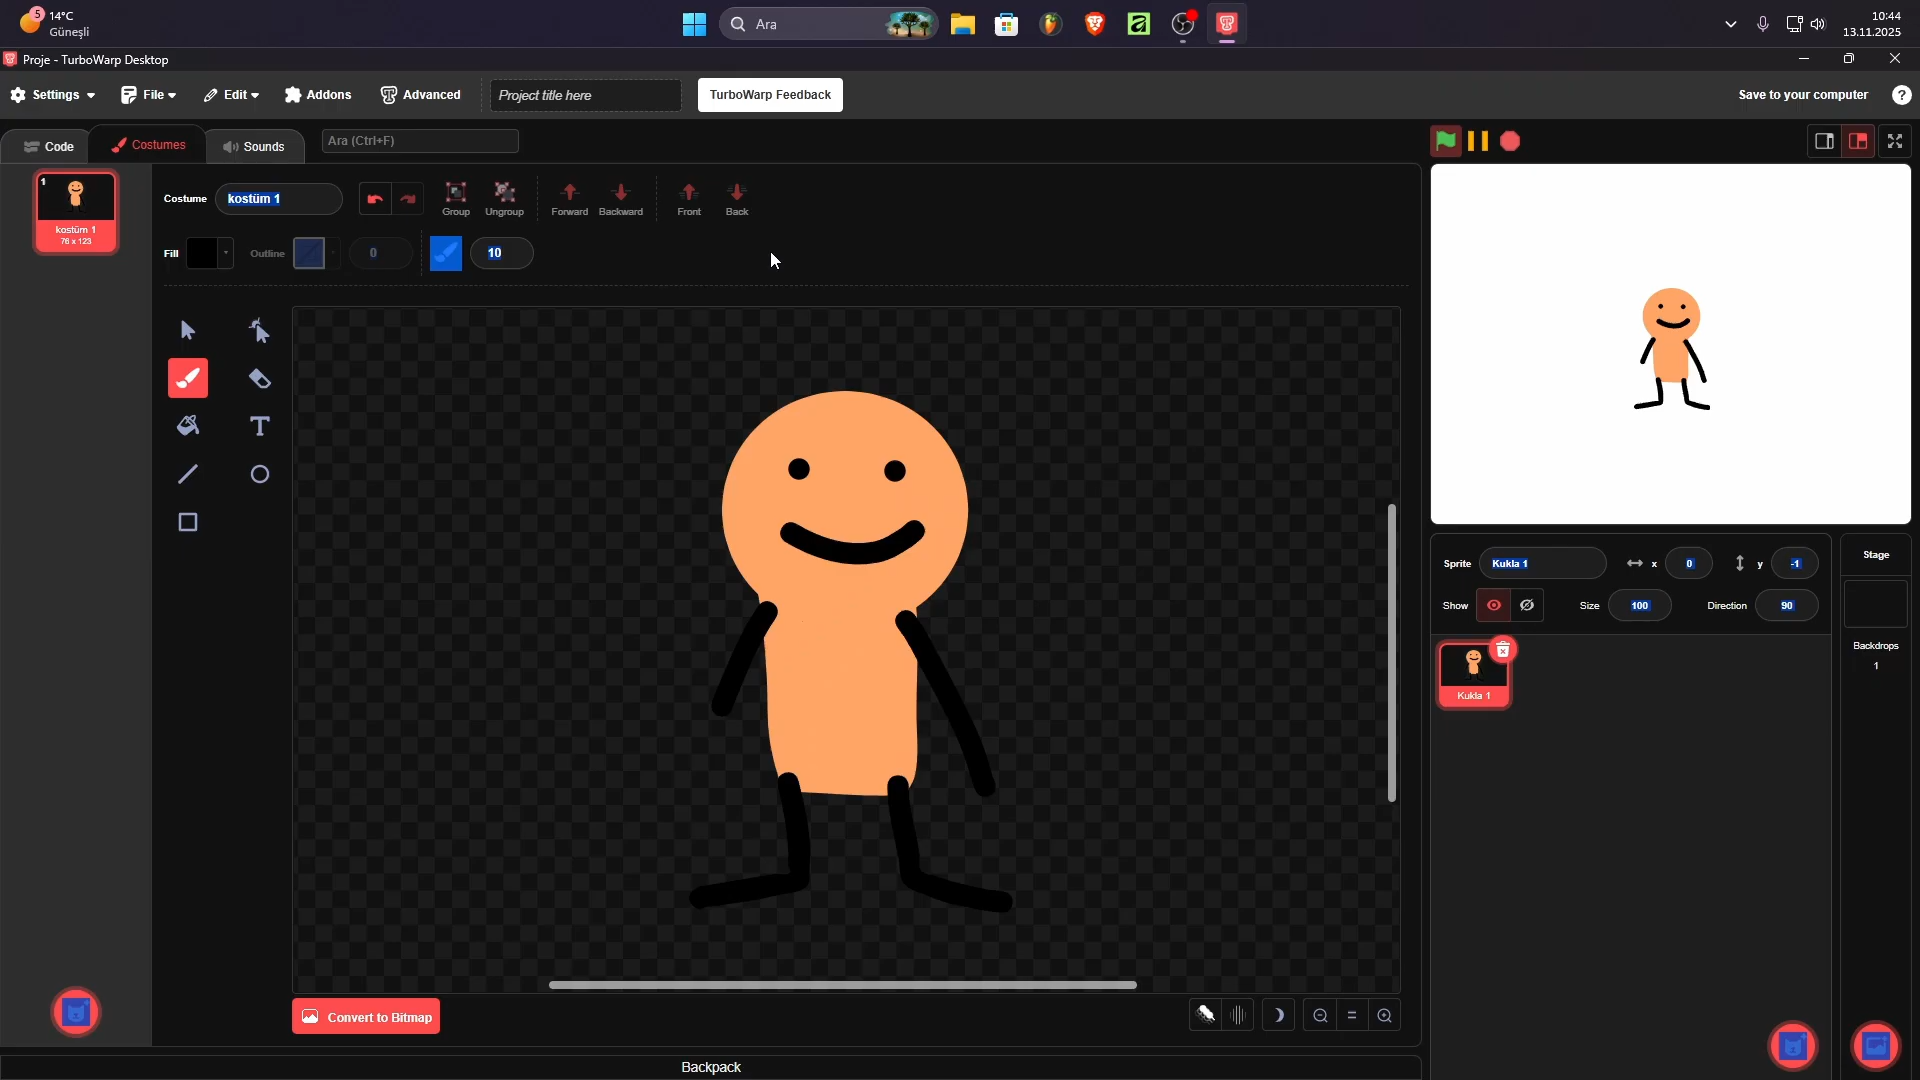 5
14°C
Güneşli
Ara
10:44
13.11.2025
Proje - TurboWarp Desktop
Settings
File
Edit
Addons
Advanced
Project title here
TurboWarp Feedback
Save to your computer
?
Code
Costumes
Sounds
Ara (Ctrl+F)
1
kostüm 1
76 x 123
Costume
kostüm 1
Group
Ungroup
Forward
Backward
Front
Back
Fill
Outline
0
10
T
Convert to Bitmap
Backpack
Sprite
Kukla 1
x
0
y
-1
Show
Size
100
Direction
90
Kukla 1
Stage
Backdrops
1